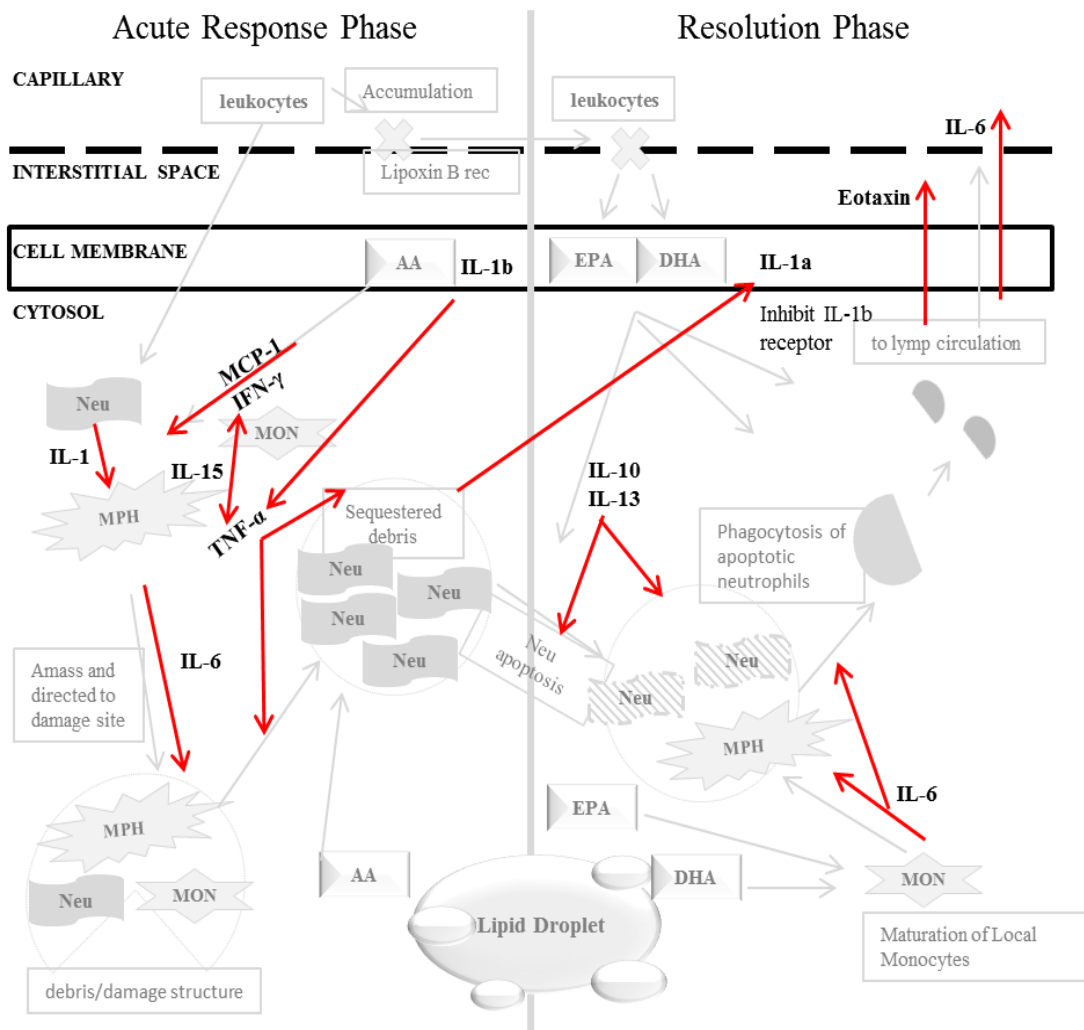 Acute Response Phase
Resolution Phase
CAPILLARY
leukocytes
Accumulation
leukocytes
IL-6
INTERSTITIAL SPACE
Lipoxin B rec
Eotaxin
CELL MEMBRANE
AA
IL-1b
EPA
DHA
IL-1a
CYTOSOL
Inhibit IL-1b
receptor
to lymp circulation
MCP-1
IFN-γ
Neu
MON
IL-1
IL-15
MPH
TNF-α
Sequestered
debris
Neu
Neu
Neu
Neu
IL-10
IL-13
Phagocytosis of
apoptotic
neutrophils
Neu
apoptosis
Neu
Neu
MPH
IL-6
Amass and
directed to
damage site
MPH
Neu
MON
debris/damage structure
AA
EPA
DHA
Lipid Droplet
IL-6
MON
Maturation of Local
Monocytes